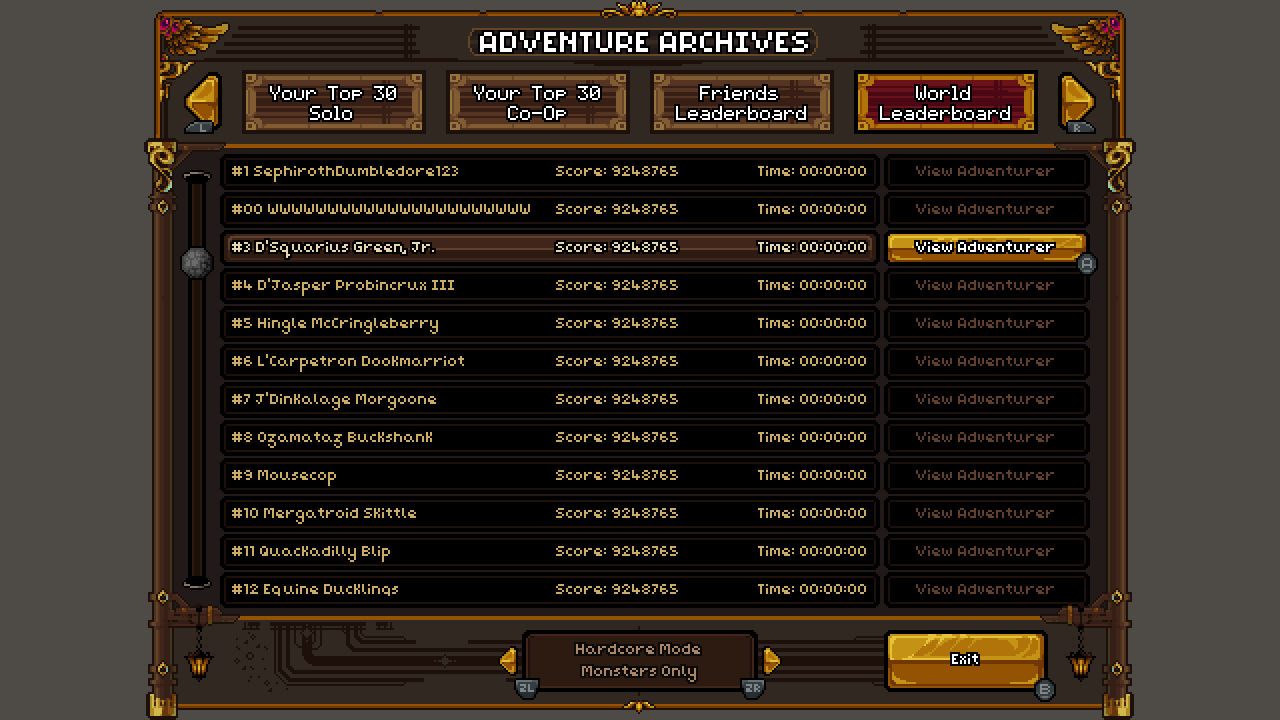 ADVENTURE ARCHIVES
L
Your Top 30
Solo
Your Top 30
Co-Op
Friends
Leaderboard
World
Leaderboard
R
#1 SephirothDumbledore123 Score: 9248765 Time: 00:00:00 View Adventurer
#00 WWWWWWWWWWWWWWWWWWWWWW Score: 9248765 Time: 00:00:00 View Adventurer
#3 D'Squarius Green, Jr. Score: 9248765 Time: 00:00:00 View Adventurer
A
#4 D'Jasper Probincrux III Score: 9248765 Time: 00:00:00 View Adventurer
#5 Hingle McCringleberry Score: 9248765 Time: 00:00:00 View Adventurer
#6 L'Carpetron Dookmarriot Score: 9248765 Time: 00:00:00 View Adventurer
#7 J'Dinkalage Morgoone Score: 9248765 Time: 00:00:00 View Adventurer
#8 Ozamataz Buckshank Score: 9248765 Time: 00:00:00 View Adventurer
#9 Mousecop Score: 9248765 Time: 00:00:00 View Adventurer
#10 Mergatroid Skittle Score: 9248765 Time: 00:00:00 View Adventurer
#11 Quackadilly Blip Score: 9248765 Time: 00:00:00 View Adventurer
#12 Equine Ducklings Score: 9248765 Time: 00:00:00 View Adventurer
Hardcore Mode
Monsters Only
ZL
ZR
Exit
B